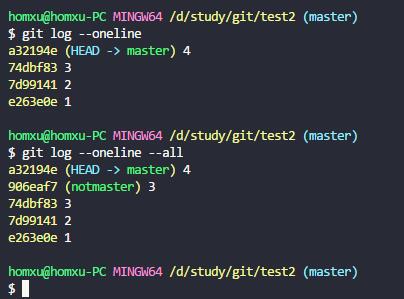 homxu@homxu-PC MINGW64 /d/study/git/test2 (master)
$ git log --oneline
a32194e (HEAD -> master) 4
74dbf83 3
7d99141 2
e263e0e 1
homxu@homxu-PC MINGW64 /d/study/git/test2 (master)
$ git log --oneline --all
a32194e (HEAD -> master) 4
906eaf7 (notmaster) 3
74dbf83 3
7d99141 2
e263e0e 1
homxu@homxu-PC MINGW64 /d/study/git/test2 (master)
$